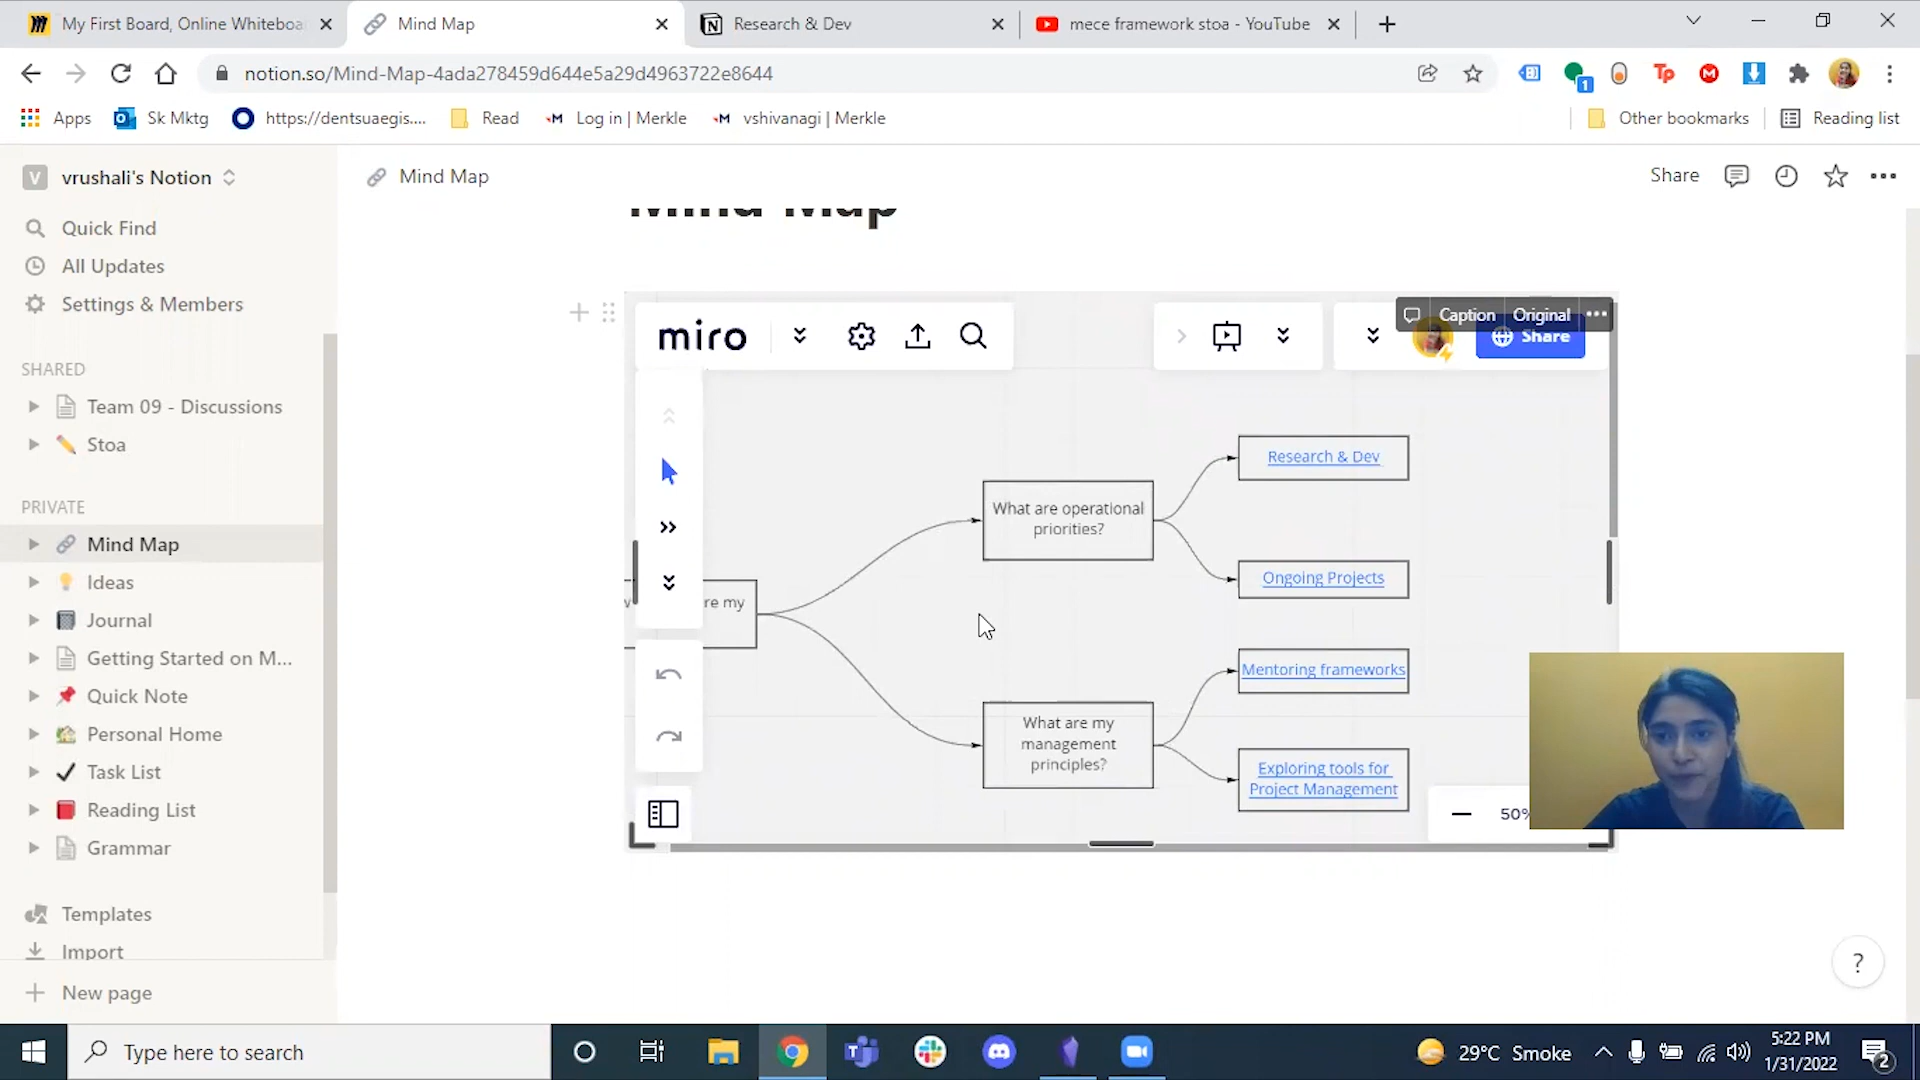 My First Board, Online Whiteboa
Mind Map
Research & Dev
mece framework stoa - YouTube
notion.so/Mind-Map-4ada278459d644e5a29d4963722e8644
1
Apps
Sk Mktg
https://dentsuaegis....
Read
Log in | Merkle
vshivanagi | Merkle
Other bookmarks
Reading list
V vrushali's Notion
Mind Map
Share
Quick Find
All Updates
Settings & Members
SHARED
Team 09 - Discussions
Stoa
PRIVATE
Mind Map
Ideas
Journal
Getting Started on M...
Quick Note
Personal Home
Task List
Reading List
Grammar
Templates
Import
New page
Mind Map
miro
Caption
Original
Share
re my
What are operational
priorities?
Research & Dev
Ongoing Projects
What are my
management
principles?
Mentoring frameworks
Exploring tools for
Project Management
50%
?
Type here to search
29°C Smoke
5:22 PM
1/31/2022
2